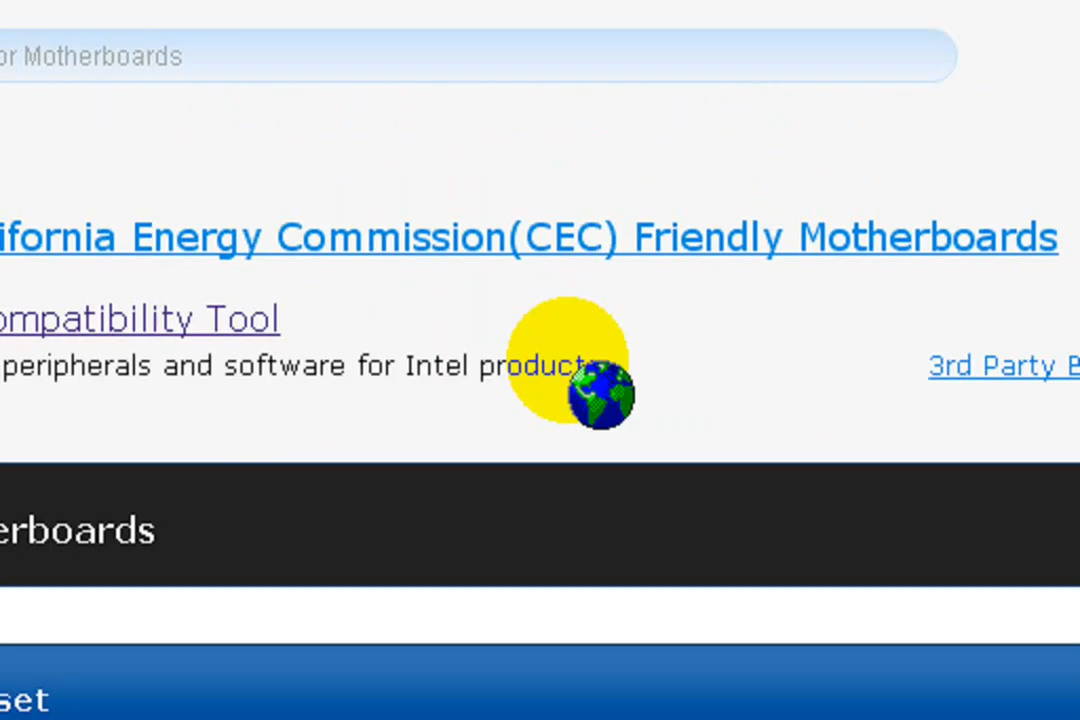 or Motherboards
ifornia Energy Commission(CEC) Friendly Motherboards
ompatibility Tool
peripherals and software for Intel product
3rd Party B
erboards
set